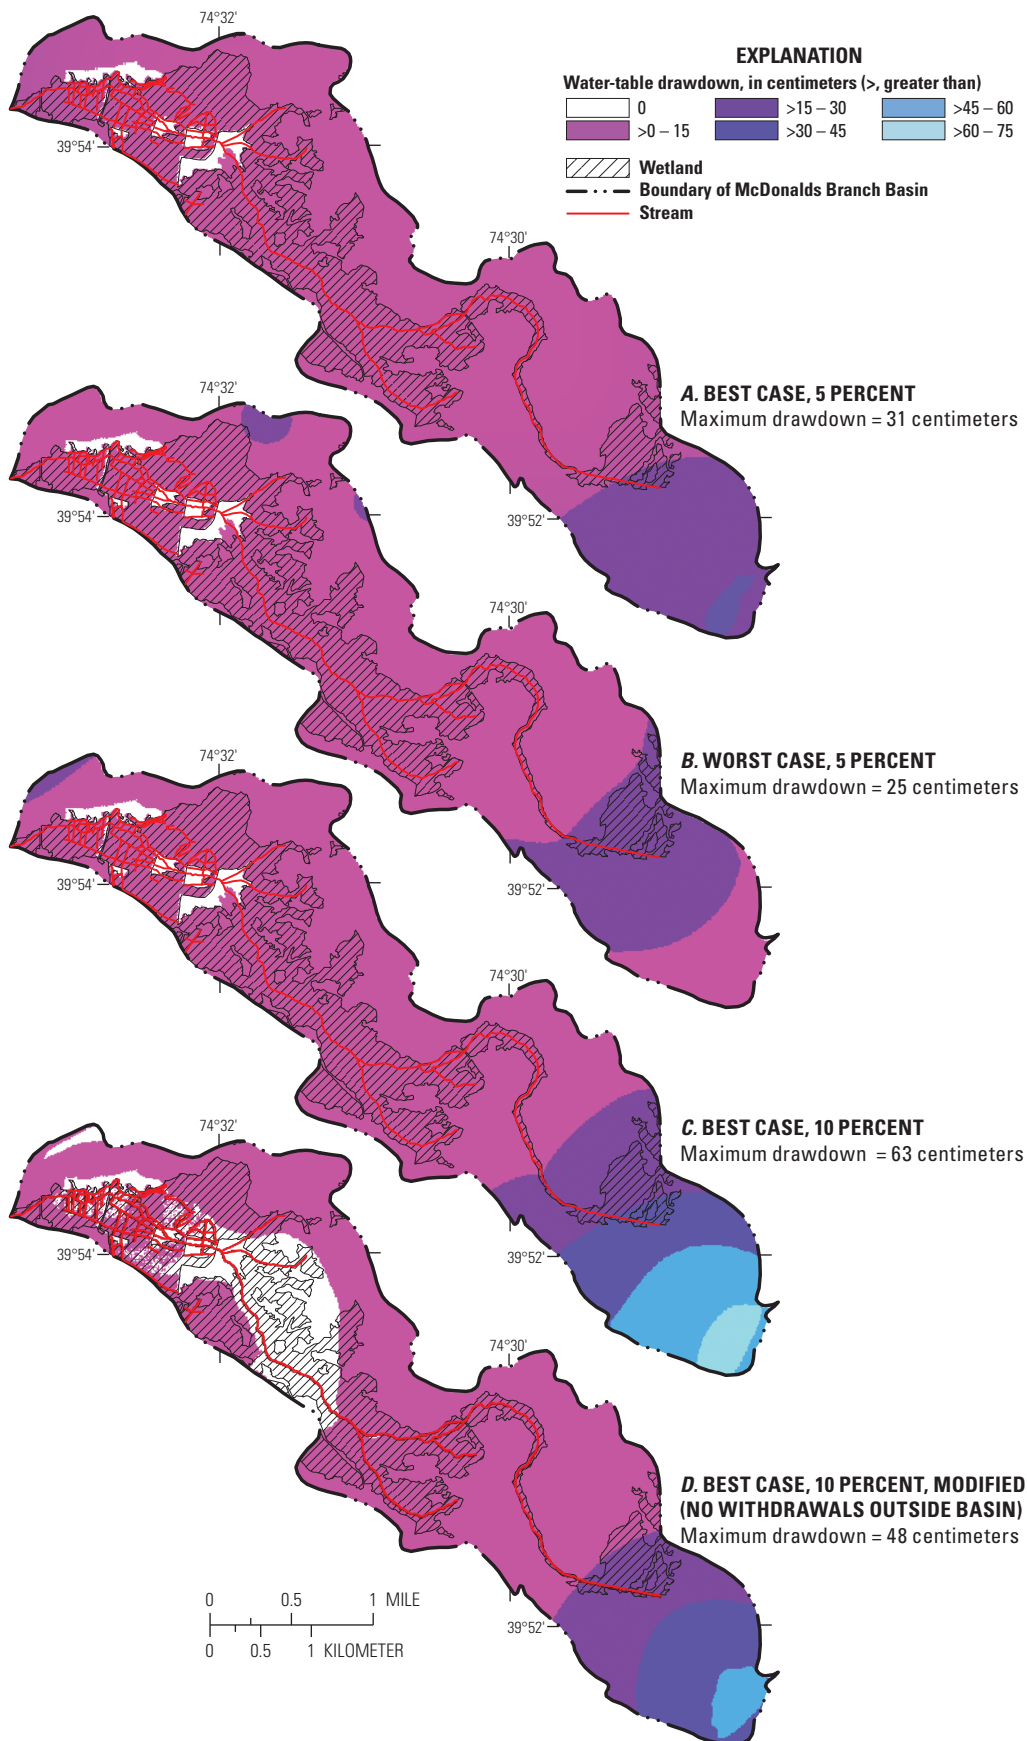 74°32'
EXPLANATION
Water-table drawdown, in centimeters (>, greater than)
0
>15 – 30
>45 – 60
>0 – 15
>30 – 45
>60 – 75
Wetland
Boundary of McDonalds Branch Basin
Stream
39°54'
74°30'
A. BEST CASE, 5 PERCENT
Maximum drawdown = 31 centimeters
39°52'
74°32'
39°54'
74°30'
B. WORST CASE, 5 PERCENT
Maximum drawdown = 25 centimeters
39°52'
74°32'
39°54'
74°30'
C. BEST CASE, 10 PERCENT
Maximum drawdown = 63 centimeters
39°52'
74°32'
39°54'
74°30'
D. BEST CASE, 10 PERCENT, MODIFIED
(NO WITHDRAWALS OUTSIDE BASIN)
Maximum drawdown = 48 centimeters
39°52'
0 0.5 1 MILE
0 0.5 1 KILOMETER